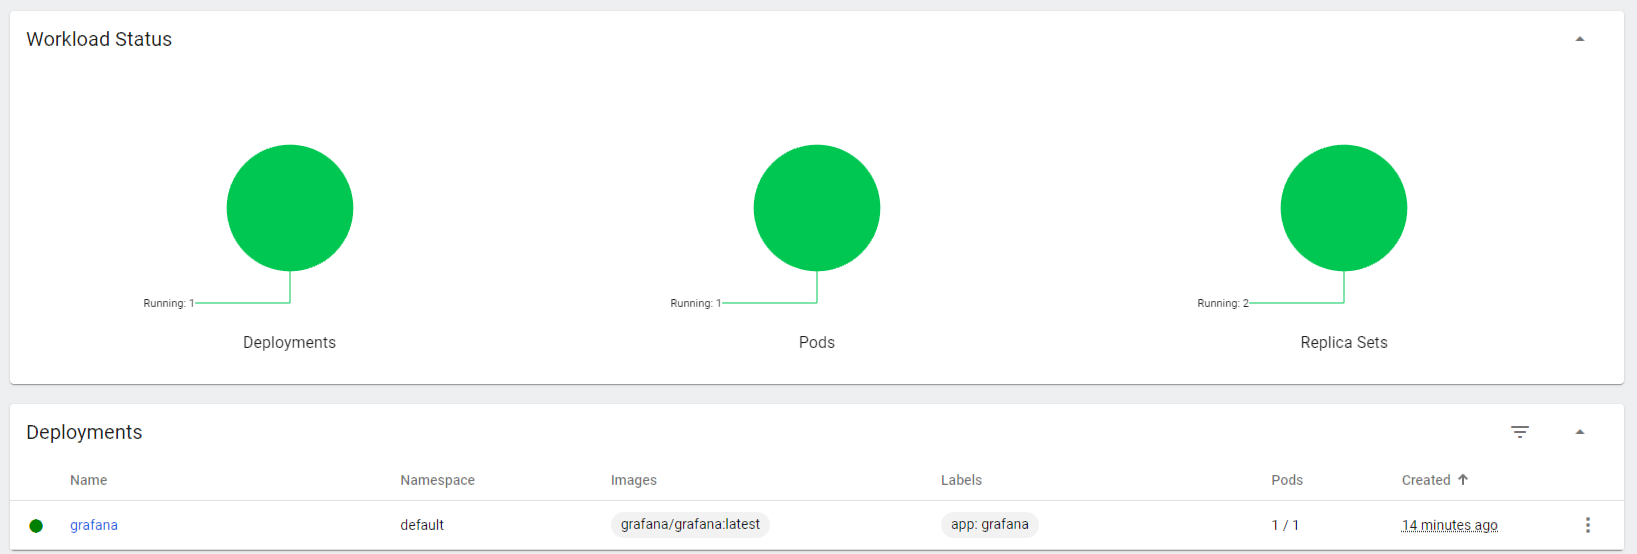 Workload Status
Running: 1
Running: 1
Running: 2
Deployments
Pods
Replica Sets
Deployments
Name Namespace Images Labels Pods Created
grafana default grafana/grafana:latest app: grafana 1 / 1 14 minutes ago